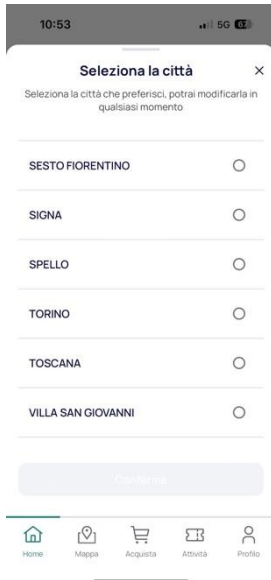 10:53
5G 67
Seleziona la città
Seleziona la città che preferisci, potrai modificarla in
qualsiasi momento
SESTO FIORENTINO
SIGNA
SPELLO
TORINO
TOSCANA
VILLA SAN GIOVANNI
Conferma
Home Mappa Acquista Attività Profilo